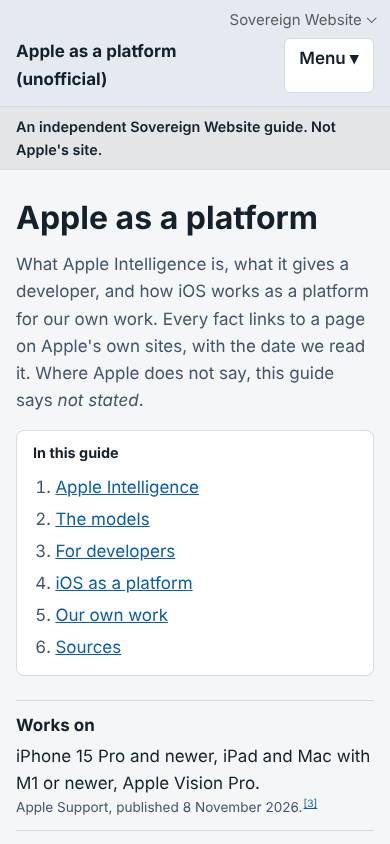 Sovereign Website
Apple as a platform
(unofficial)
Menu ▾
An independent Sovereign Website guide. Not
Apple's site.
Apple as a platform
What Apple Intelligence is, what it gives a
developer, and how iOS works as a platform
for our own work. Every fact links to a page
on Apple's own sites, with the date we read
it. Where Apple does not say, this guide
says not stated.
In this guide
1. Apple Intelligence
2. The models
3. For developers
4. iOS as a platform
5. Our own work
6. Sources
Works on
iPhone 15 Pro and newer, iPad and Mac with
M1 or newer, Apple Vision Pro.
Apple Support, published 8 November 2026.[3]